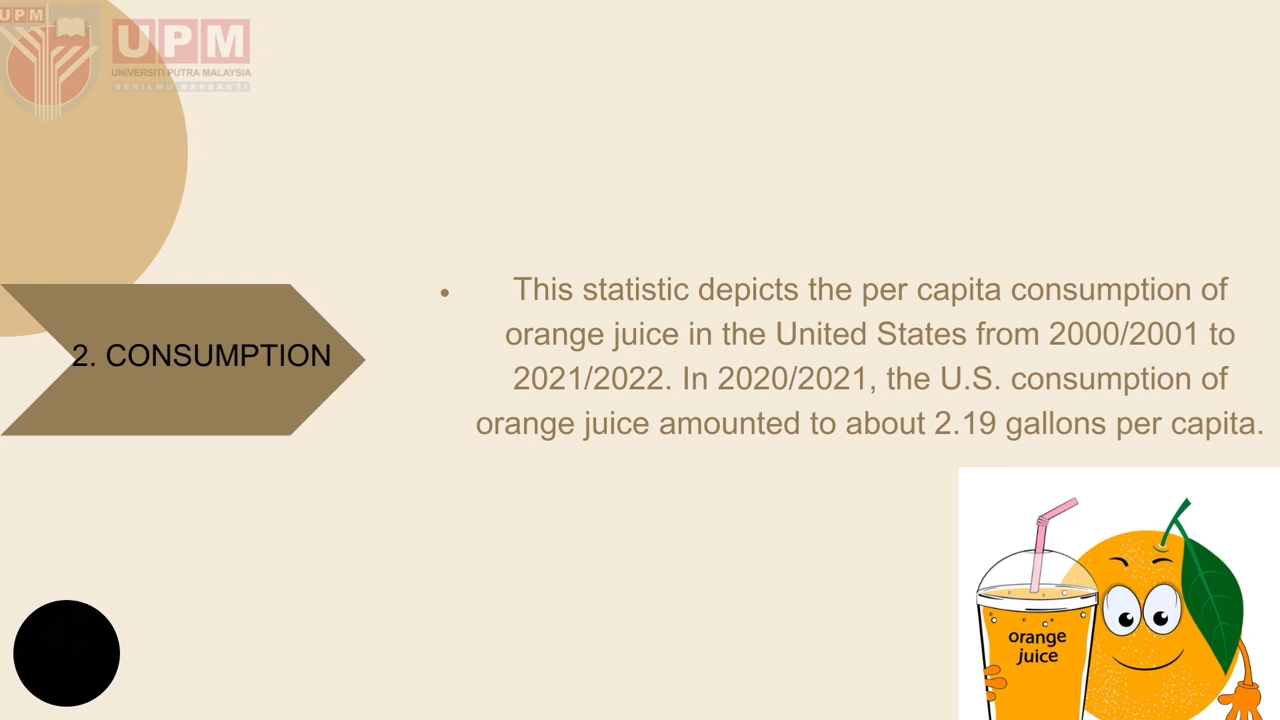 UPM
UPM
UNIVERSITI PUTRA MALAYSIA
BERILMU BERBAKTI
2. CONSUMPTION
• This statistic depicts the per capita consumption of
orange juice in the United States from 2000/2001 to
2021/2022. In 2020/2021, the U.S. consumption of
orange juice amounted to about 2.19 gallons per capita.
orange
juice